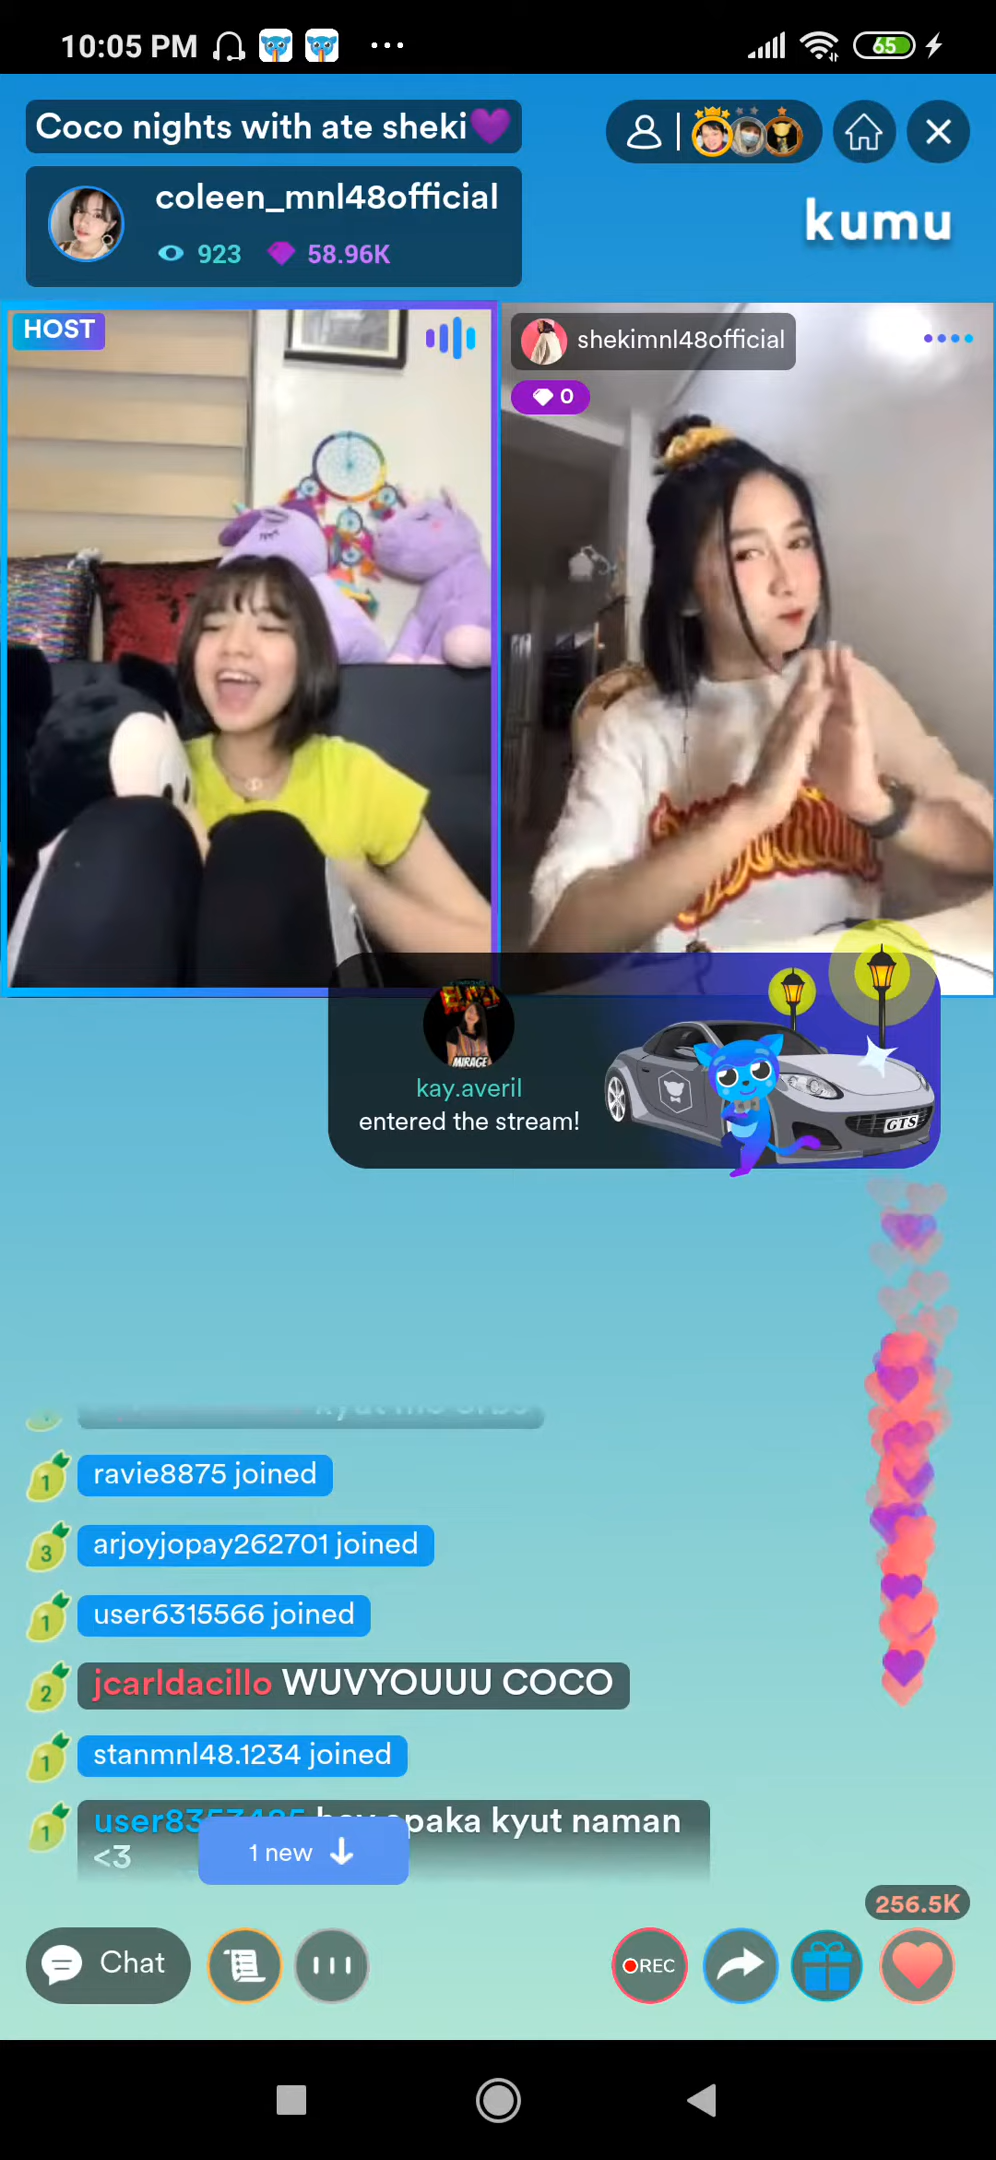 10:05 PM
65
Coco nights with ate sheki💜
coleen_mnl48official
923
58.96K
kumu
HOST
shekimnl48official
0
MIRAGE
kay.averil
entered the stream!
GTS
ravie8875 joined
1
arjoyjopay262701 joined
3
user6315566 joined
1
jcarldacillo WUVYOUUU COCO
2
stanmnl48.1234 joined
1
paka kyut naman
1
<3
1 new
256.5K
Chat
REC